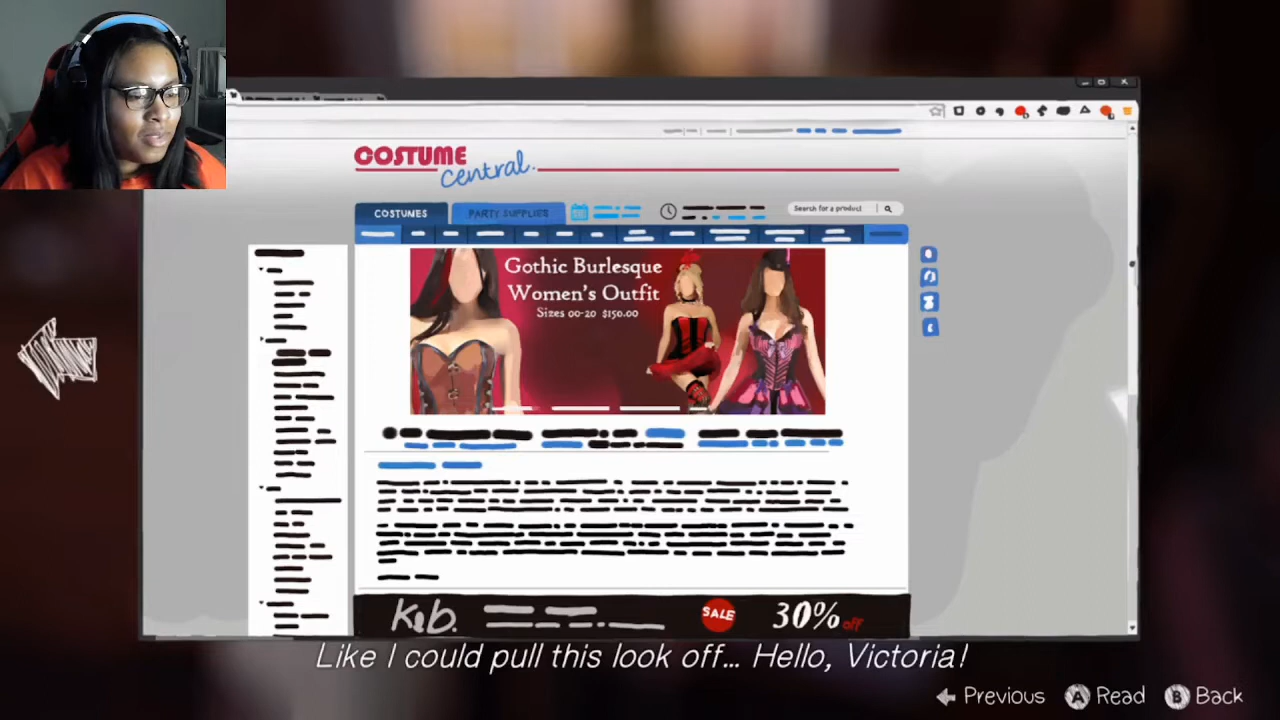 COSTUME
central.
COSTUNES
PARTY SUPPLIES
Search for a product
Gothic Burlesque
Women's Outfit
Sizes 00-20 $150.00
K&b.
SALE
30% off
Like I could pull this look off... Hello, Victoria!
Previous
A Read
B Back